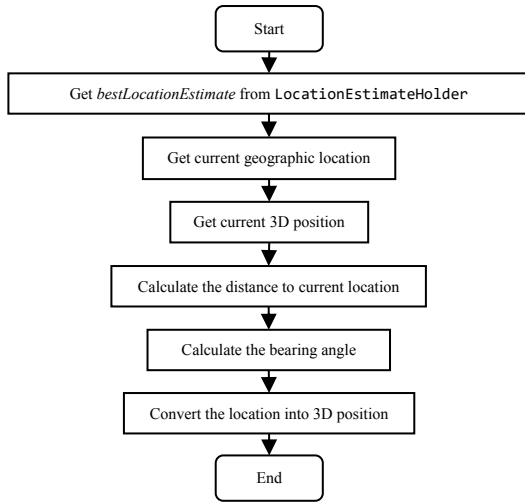 Start
Get bestLocationEstimate from LocationEstimateHolder
Get current geographic location
Get current 3D position
Calculate the distance to current location
Calculate the bearing angle
Convert the location into 3D position
End